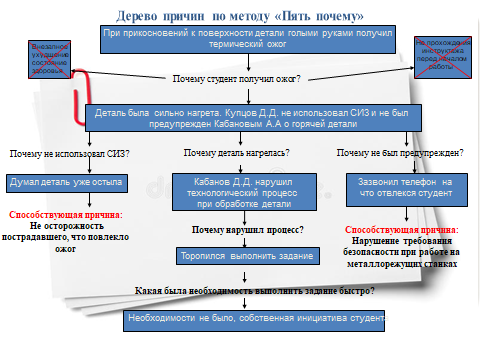 Дерево причин по методу «Пять почему»
При прикосновений к поверхности детали голыми руками получил
термический ожог
Внезапное
ухудшение
состояние
здоровья
Не прохождения
инструктажа
перед началом
работы
Почему студент получил ожог?
Деталь была сильно нагрета. Купцов Д.Д. не использовал СИЗ и не был
предупрежден Кабановым А.А о горячей детали
Почему не использовал СИЗ?
Почему деталь нагрелась?
Почему не был предупрежден?
Думал деталь уже остыла
Кабанов Д.Д. нарушил
технологический процесс
при обработке детали
Зазвонил телефон на
что отвлекся студент
Способствующая причина:
Не осторожность
пострадавшего, что повлекло
ожог
Почему нарушил процесс?
Способствующая причина:
Нарушение требования
безопасности при работе на
металлорежущих станках
Торопился выполнить задание
Какая была необходимость выполнить задание быстро?
Необходимости не было, собственная инициатива студент